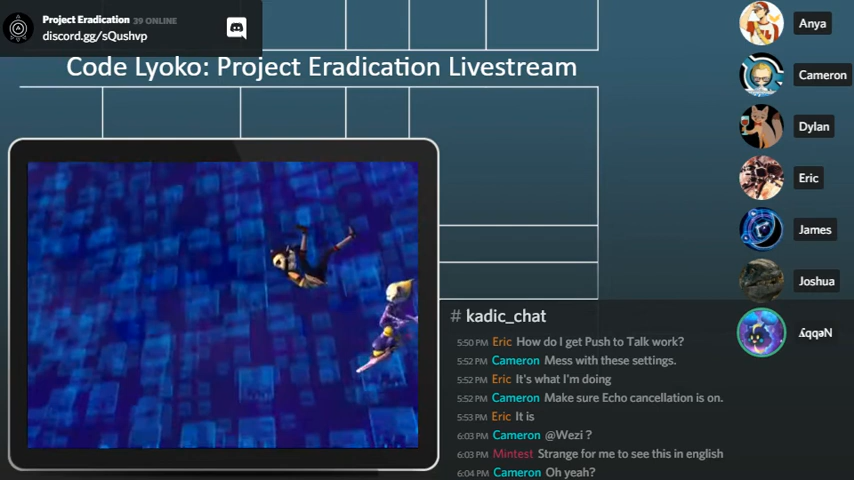 Project Eradication 39 ONLINE
discord.gg/sQushvp
Code Lyoko: Project Eradication Livestream
Anya
Cameron
Dylan
Eric
James
Joshua
ʎqqǝN
# kadic_chat
5:50 PM Eric How do I get Push to Talk work?
5:52 PM Cameron Mess with these settings.
5:52 PM Eric It's what I'm doing
5:52 PM Cameron Make sure Echo cancellation is on.
5:53 PM Eric It is
6:03 PM Cameron @Wezi ?
6:03 PM Mintest Strange for me to see this in english
6:04 PM Cameron Oh yeah?